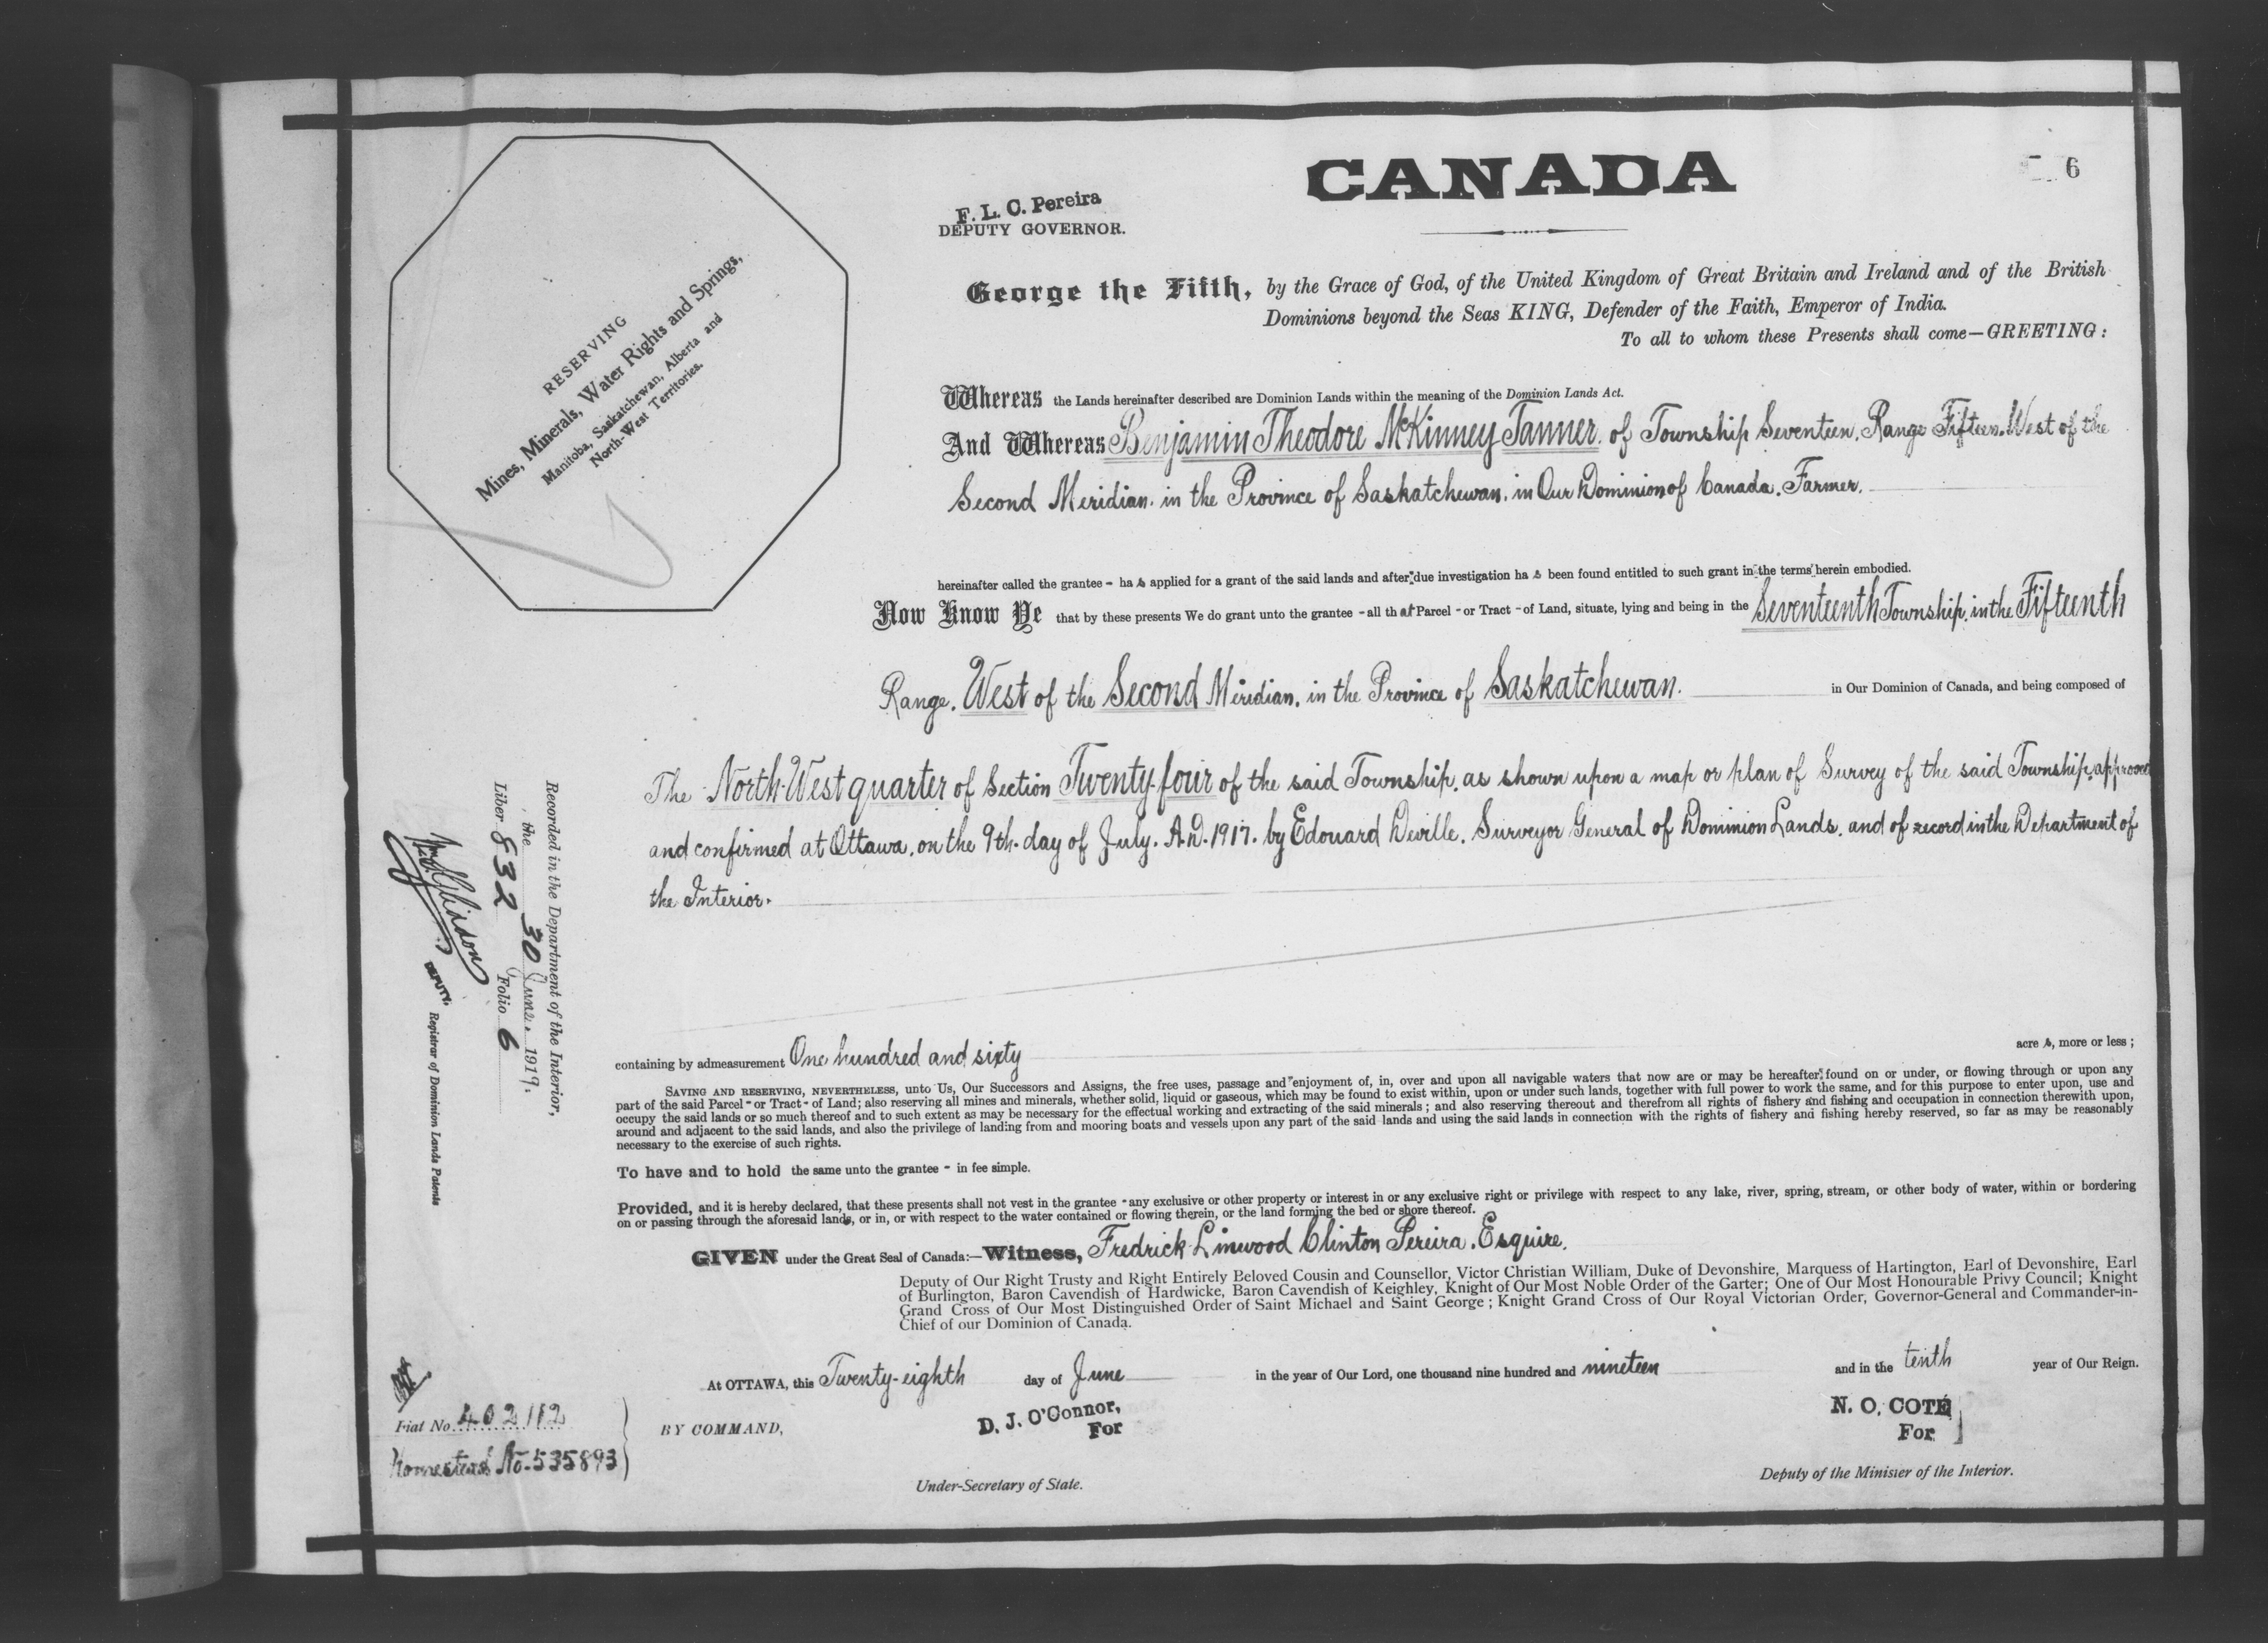 CANADA
6
F. L. C. Pereira
DEPUTY GOVERNOR.
RESERVING
Mines, Minerals, Water Rights and Springs,
Manitoba, Saskatchewan, Alberta and
North-West Territories.
George the Fifth, by the Grace of God, of the United Kingdom of Great Britain and Ireland and of the British
Dominions beyond the Seas KING, Defender of the Faith, Emperor of India.
To all to whom these Presents shall come—GREETING:
Whereas the Lands hereinafter described are Dominion Lands within the meaning of the Dominion Lands Act.
And Whereas Benjamin Theodore McKinney Tanner. of Township Seventeen, Range Fifteen. West of the
Second Meridian. in the Province of Saskatchewan. in Our Dominion of Canada. Farmer.
hereinafter called the grantee - ha s applied for a grant of the said lands and after due investigation ha s been found entitled to such grant in the terms herein embodied.
Now Know Ye that by these presents We do grant unto the grantee - all that Parcel - or Tract - of Land, situate, lying and being in the Seventeenth Township, in the Fifteenth
Range. West of the Second Meridian, in the Province of Saskatchewan. in Our Dominion of Canada, and being composed of
The North-West quarter of Section Twenty-four of the said Township, as shown upon a map or plan of Survey of the said Township, approved
and confirmed at Ottawa, on the 9th. day of July. A.D. 1917. by Edouard Deville, Surveyor General of Dominion Lands, and of record in the Department of
the Interior.
containing by admeasurement One hundred and sixty acre s, more or less;
SAVING AND RESERVING, NEVERTHELESS, unto Us, Our Successors and Assigns, the free uses, passage and enjoyment of, in, over and upon all navigable waters that now are or may be hereafter found on or under, or flowing through or upon any
part of the said Parcel - or Tract - of Land; also reserving all mines and minerals, whether solid, liquid or gaseous, which may be found to exist within, upon or under such lands, together with full power to work the same, and for this purpose to enter upon, use and
occupy the said lands or so much thereof and to such extent as may be necessary for the effectual working and extracting of the said minerals; and also reserving thereout and therefrom all rights of fishery and fishing and occupation in connection therewith upon,
around and adjacent to the said lands, and also the privilege of landing from and mooring boats and vessels upon any part of the said lands and using the said lands in connection with the rights of fishery and fishing hereby reserved, so far as may be reasonably
necessary to the exercise of such rights.
To have and to hold the same unto the grantee - in fee simple.
Provided, and it is hereby declared, that these presents shall not vest in the grantee - any exclusive or other property or interest in or any exclusive right or privilege with respect to any lake, river, spring, stream, or other body of water, within or bordering
on or passing through the aforesaid lands, or in, or with respect to the water contained or flowing therein, or the land forming the bed or shore thereof.
GIVEN under the Great Seal of Canada:—Witness, Fredrick Linwood Clinton Pereira. Esquire.
Deputy of Our Right Trusty and Right Entirely Beloved Cousin and Counsellor, Victor Christian William, Duke of Devonshire, Marquess of Hartington, Earl of Devonshire, Earl
of Burlington, Baron Cavendish of Hardwicke, Baron Cavendish of Keighley, Knight of Our Most Noble Order of the Garter; One of Our Most Honourable Privy Council; Knight
Grand Cross of Our Most Distinguished Order of Saint Michael and Saint George; Knight Grand Cross of Our Royal Victorian Order, Governor-General and Commander-in-
Chief of our Dominion of Canada.
At OTTAWA, this Twenty-eighth day of June in the year of Our Lord, one thousand nine hundred and nineteen and in the tenth year of Our Reign.
BY COMMAND,
D. J. O'Connor,
For
Under-Secretary of State.
N. O. COTÉ
For
Deputy of the Minister of the Interior.
Recorded in the Department of the Interior,
the 30 June. 1919.
Liber 832 Folio 6
DEPUTY. Registrar of Dominion Lands Patents
Fiat No. 402112
Homestead No. 535893